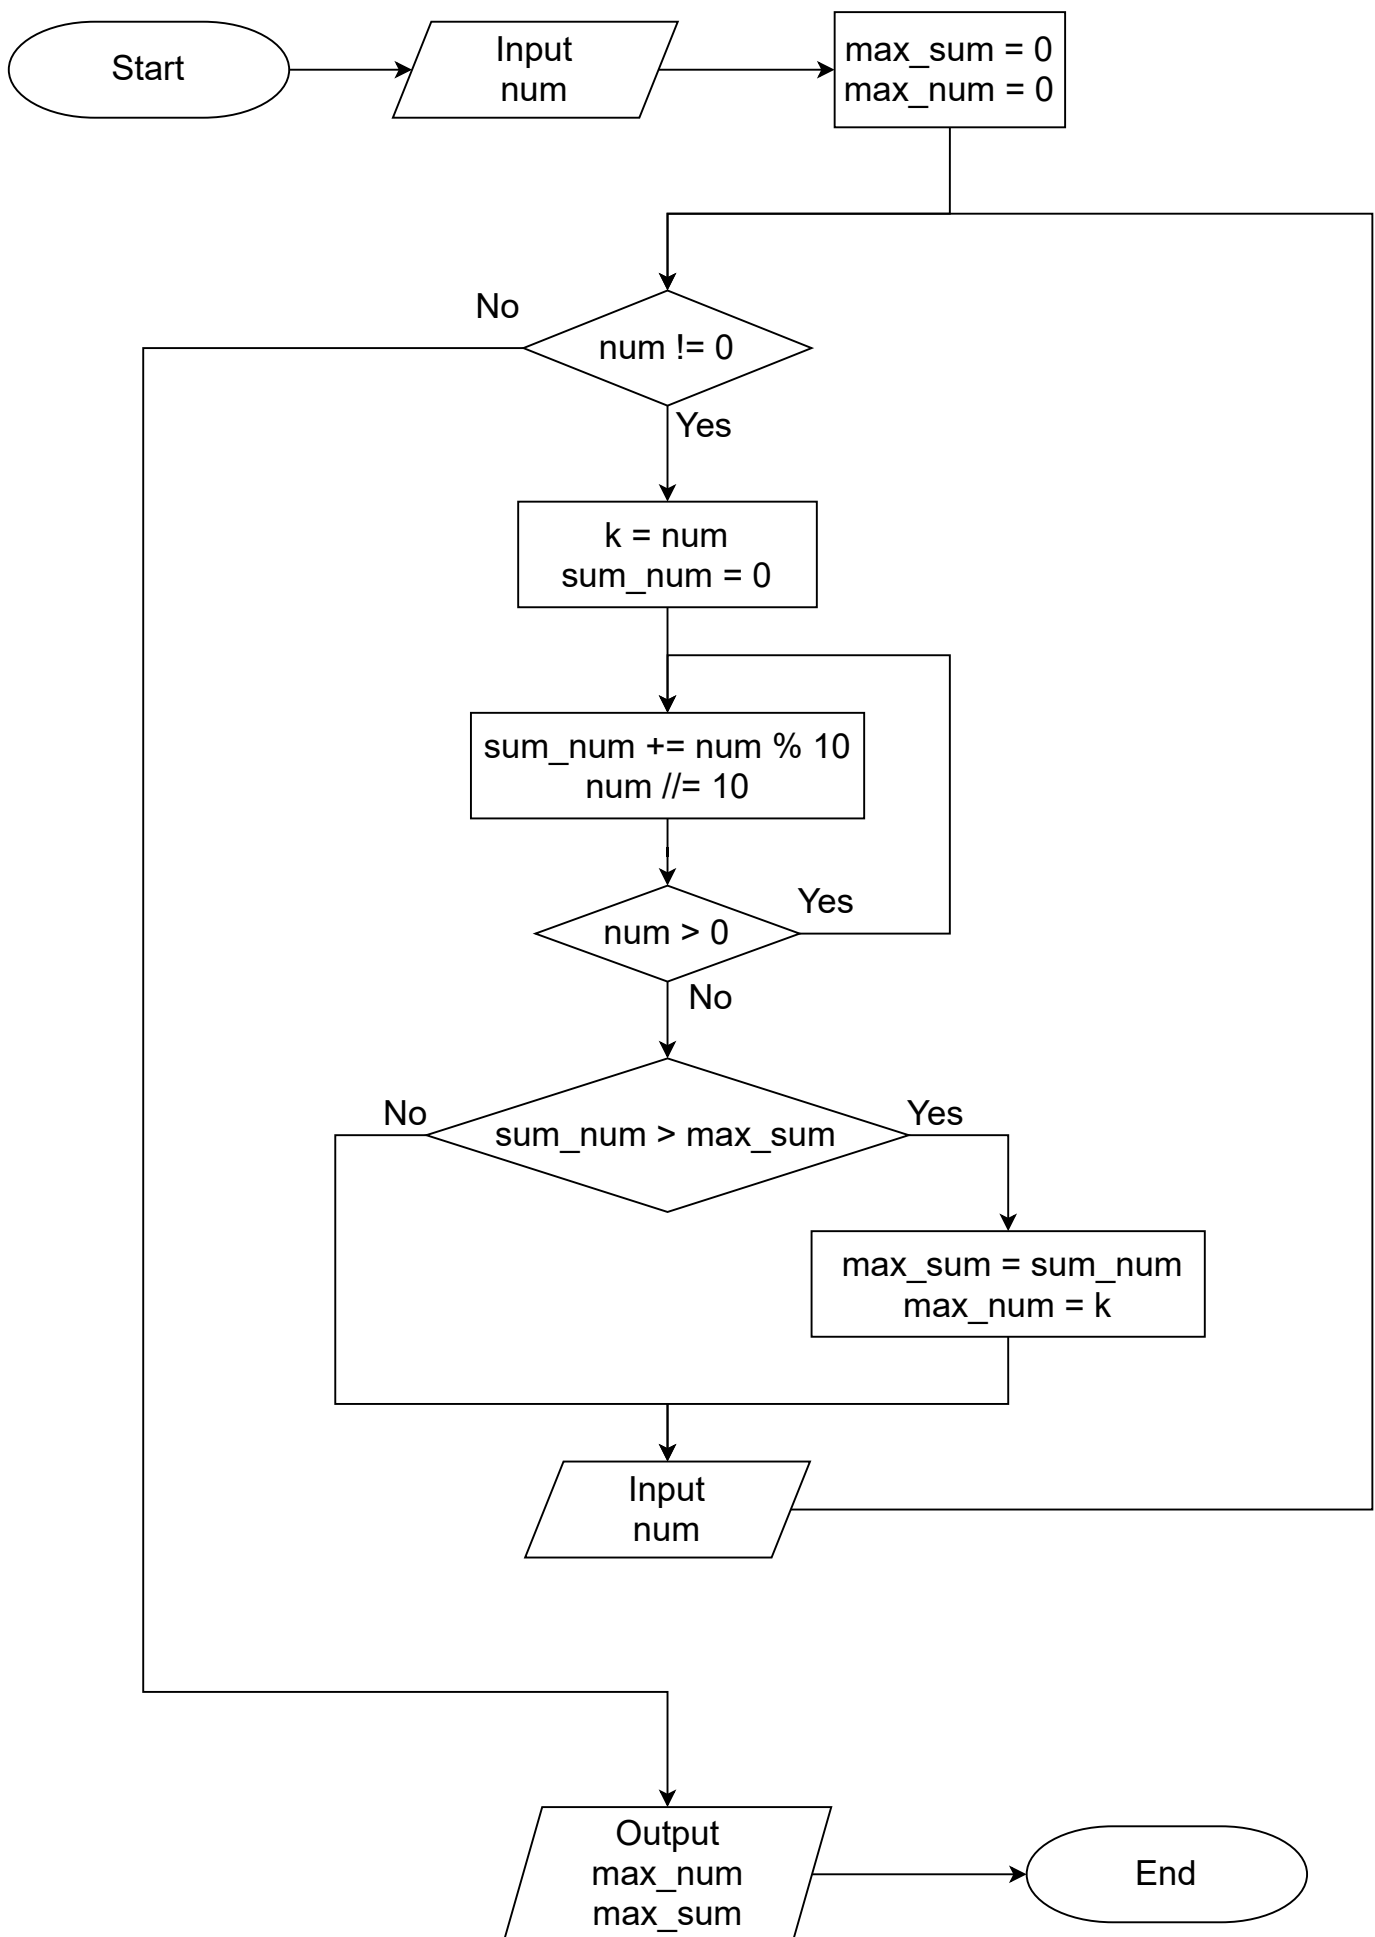 Start
Input
num
max_sum = 0
max_num = 0
No
num != 0
Yes
k = num
sum_num = 0
sum_num += num % 10
num //= 10
Yes
num > 0
No
No
Yes
sum_num > max_sum
max_sum = sum_num
max_num = k
Input
num
Output
max_num
max_sum
End